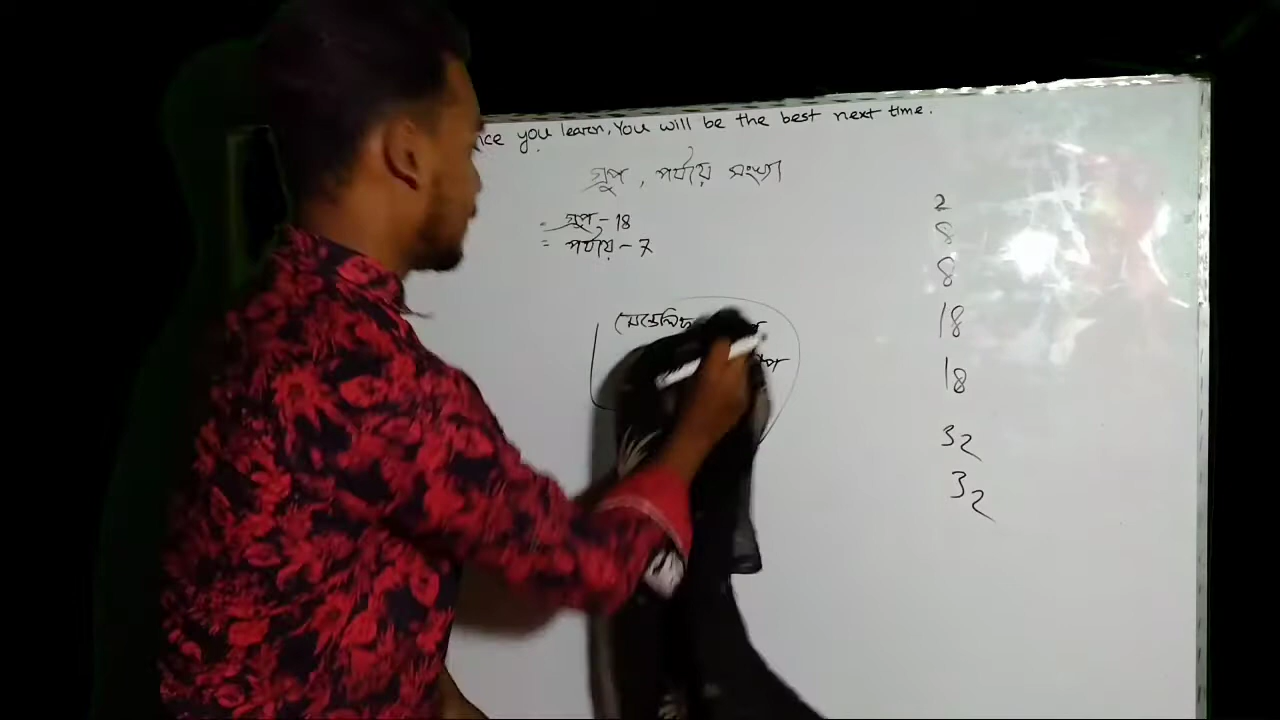 you learn, You will be the best next time.
গ্রুপ, পর্যায় সংখ্যা
= গ্রুপ - 18
= পর্যায় - 7
2
8
8
18
18
32
32